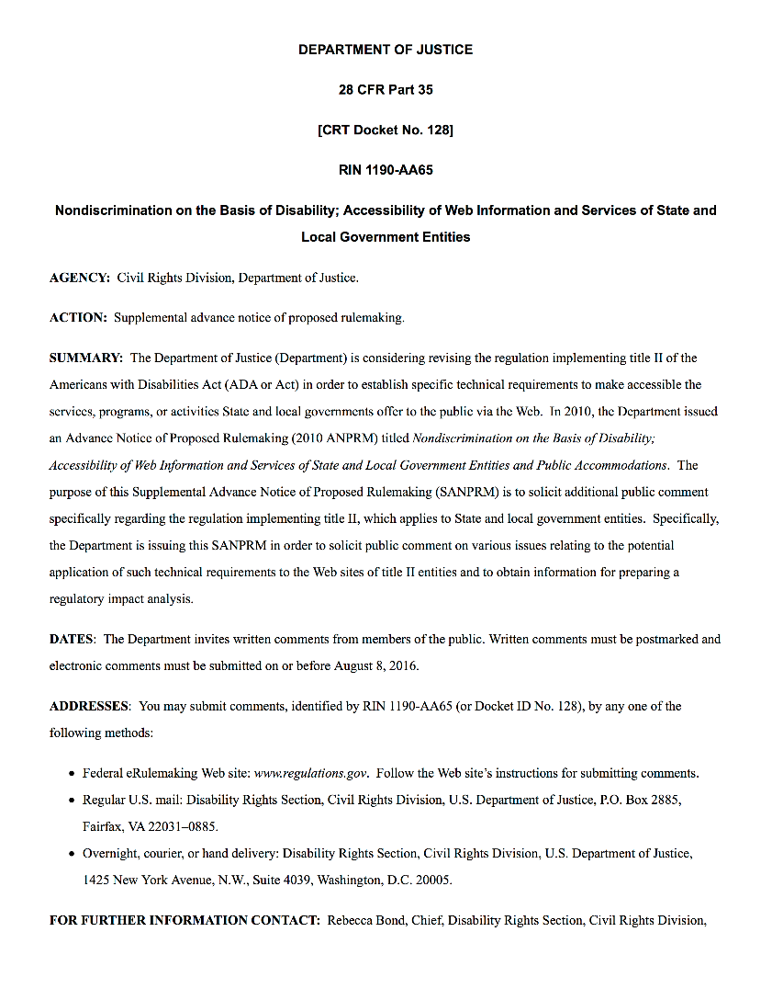 DEPARTMENT OF JUSTICE
28 CFR Part 35
[CRT Docket No. 128]
RIN 1190-AA65
Nondiscrimination on the Basis of Disability; Accessibility of Web Information and Services of State and
Local Government Entities
AGENCY: Civil Rights Division, Department of Justice.
ACTION: Supplemental advance notice of proposed rulemaking.
SUMMARY: The Department of Justice (Department) is considering revising the regulation implementing title II of the
Americans with Disabilities Act (ADA or Act) in order to establish specific technical requirements to make accessible the
services, programs, or activities State and local governments offer to the public via the Web. In 2010, the Department issued
an Advance Notice of Proposed Rulemaking (2010 ANPRM) titled Nondiscrimination on the Basis of Disability;
Accessibility of Web Information and Services of State and Local Government Entities and Public Accommodations. The
purpose of this Supplemental Advance Notice of Proposed Rulemaking (SANPRM) is to solicit additional public comment
specifically regarding the regulation implementing title II, which applies to State and local government entities. Specifically,
the Department is issuing this SANPRM in order to solicit public comment on various issues relating to the potential
application of such technical requirements to the Web sites of title II entities and to obtain information for preparing a
regulatory impact analysis.
DATES: The Department invites written comments from members of the public. Written comments must be postmarked and
electronic comments must be submitted on or before August 8, 2016.
ADDRESSES: You may submit comments, identified by RIN 1190-AA65 (or Docket ID No. 128), by any one of the
following methods:
• Federal eRulemaking Web site: www.regulations.gov. Follow the Web site’s instructions for submitting comments.
• Regular U.S. mail: Disability Rights Section, Civil Rights Division, U.S. Department of Justice, P.O. Box 2885,
Fairfax, VA 22031–0885.
• Overnight, courier, or hand delivery: Disability Rights Section, Civil Rights Division, U.S. Department of Justice,
1425 New York Avenue, N.W., Suite 4039, Washington, D.C. 20005.
FOR FURTHER INFORMATION CONTACT: Rebecca Bond, Chief, Disability Rights Section, Civil Rights Division,